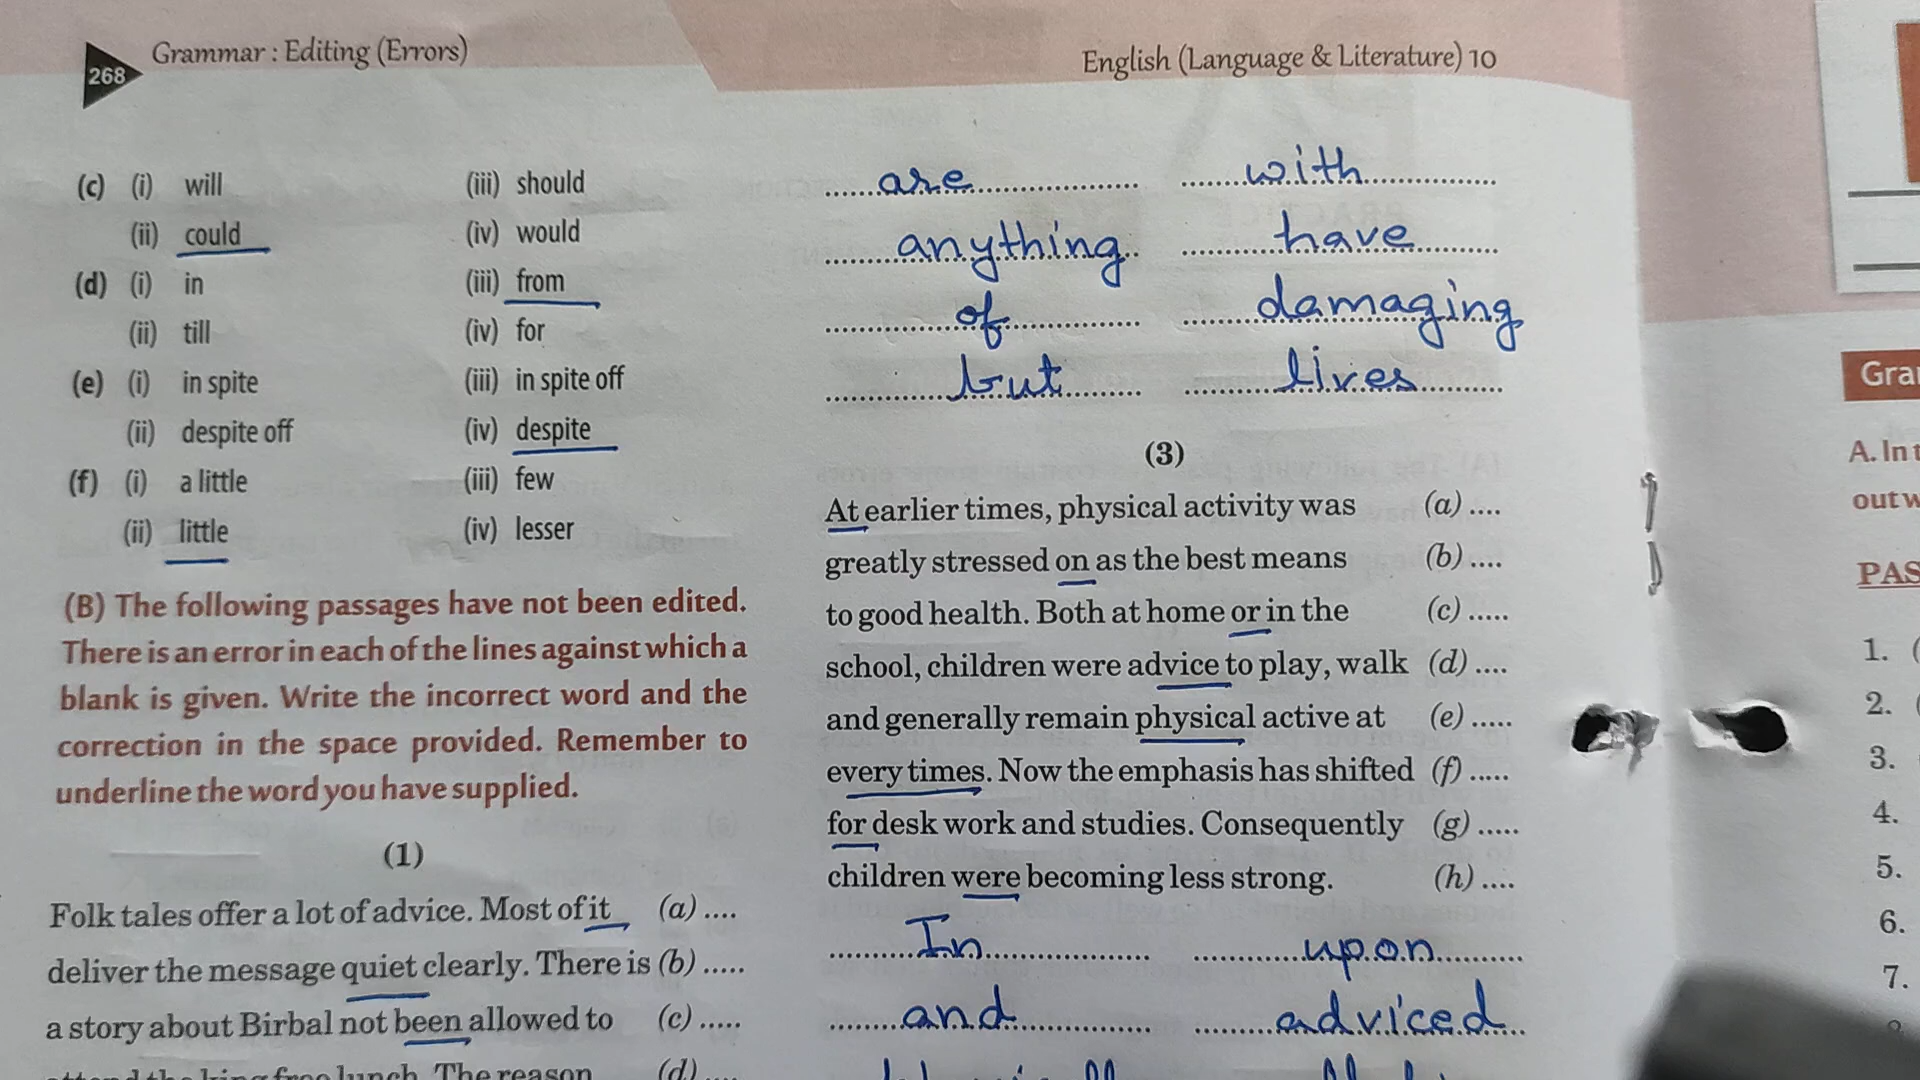 268 Grammar : Editing (Errors)
English (Language & Literature) 10
(c) (i) will (iii) should
(ii) could (iv) would
(d) (i) in (iii) from
(ii) till (iv) for
(e) (i) in spite (iii) in spite off
(ii) despite off (iv) despite
(f) (i) a little (iii) few
(ii) little (iv) lesser
(B) The following passages have not been edited.
There is an error in each of the lines against which a
blank is given. Write the incorrect word and the
correction in the space provided. Remember to
underline the word you have supplied.
(1)
Folk tales offer a lot of advice. Most of it (a) ....
deliver the message quiet clearly. There is (b) .....
a story about Birbal not been allowed to (c) .....
attend the king free lunch. The reason (d) ....
are with
anything have
of damaging
but lives
(3)
At earlier times, physical activity was (a) ....
greatly stressed on as the best means (b) ....
to good health. Both at home or in the (c) .....
school, children were advice to play, walk (d) ....
and generally remain physical active at (e) .....
every times. Now the emphasis has shifted (f) .....
for desk work and studies. Consequently (g) .....
children were becoming less strong. (h) ....
In upon
and adviced
Gra
A. In
out
PAS
1.
2.
3.
4.
5.
6.
7.